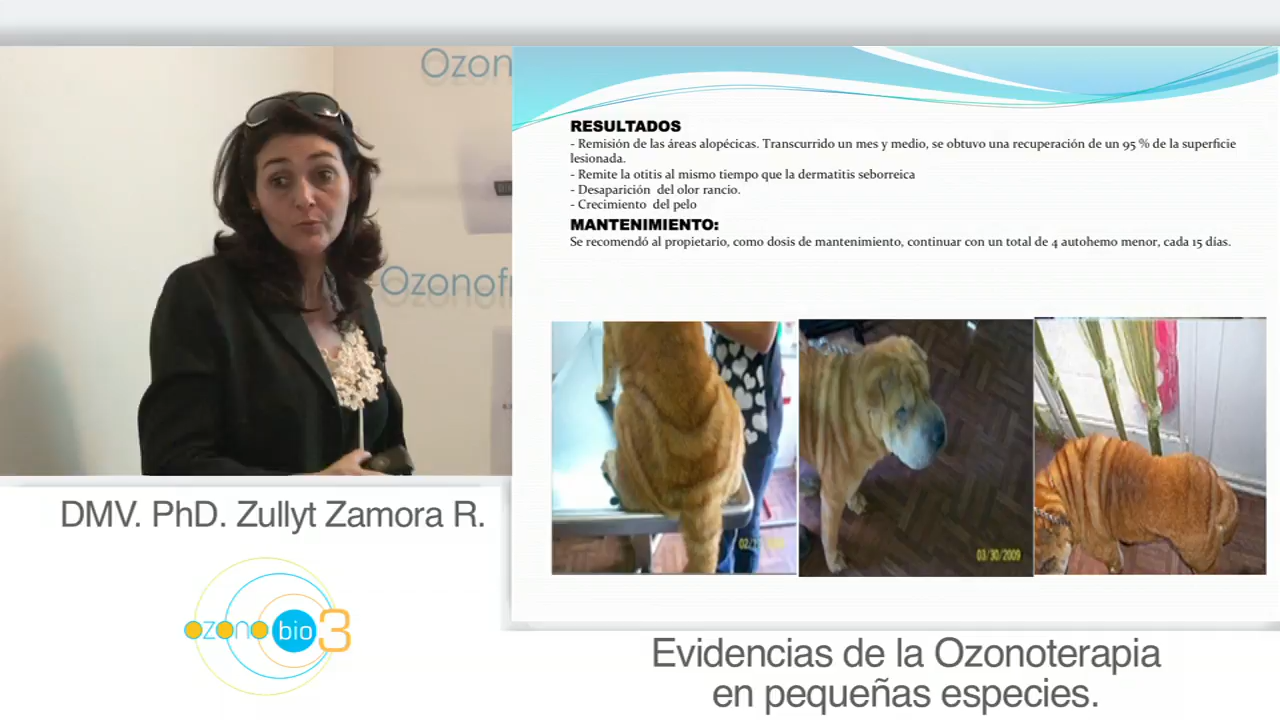 Ozon
Ozonof
RESULTADOS
- Remisión de las áreas alopécicas. Transcurrido un mes y medio, se obtuvo una recuperación de un 95 % de la superficie
lesionada.
- Remite la otitis al mismo tiempo que la dermatitis seborreica
- Desaparición del olor rancio.
- Crecimiento del pelo
MANTENIMIENTO:
Se recomendó al propietario, como dosis de mantenimiento, continuar con un total de 4 autohemo menor, cada 15 días.
03/30/2009
DMV. PhD. Zullyt Zamora R.
ozono bio 3
Evidencias de la Ozonoterapia
en pequeñas especies.